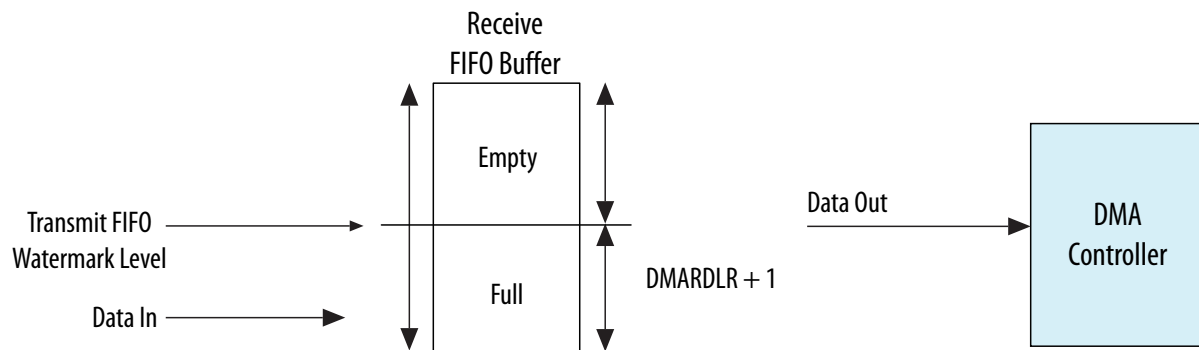 Receive
FIFO Buffer
Empty
Transmit FIFO
Watermark Level
Data Out
DMA
Controller
Full
DMARDLR + 1
Data In